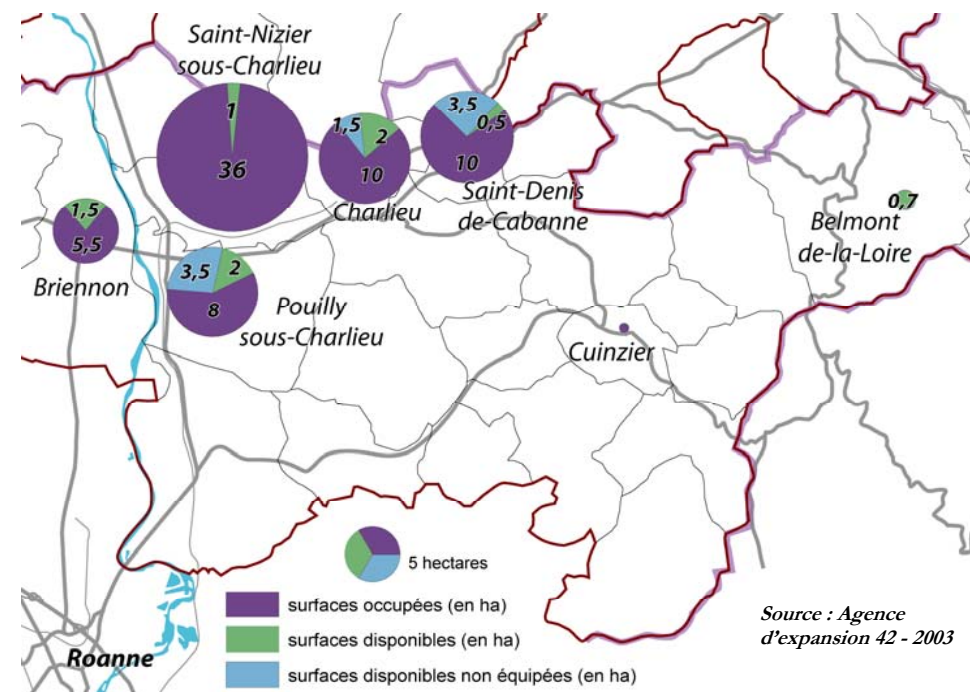 Saint-Nizier
sous-Charlieu
1
36
1,5
2
10
Charlieu
3,5
0,5
10
Saint-Denis
de-Cabanne
0,7
Belmont
de-la-Loire
1,5
5,5
Briennon
3,5
2
8
Pouilly
sous-Charlieu
Cuinzier
5 hectares
surfaces occupées (en ha)
surfaces disponibles (en ha)
surfaces disponibles non équipées (en ha)
Roanne
Source : Agence
d'expansion 42 - 2003